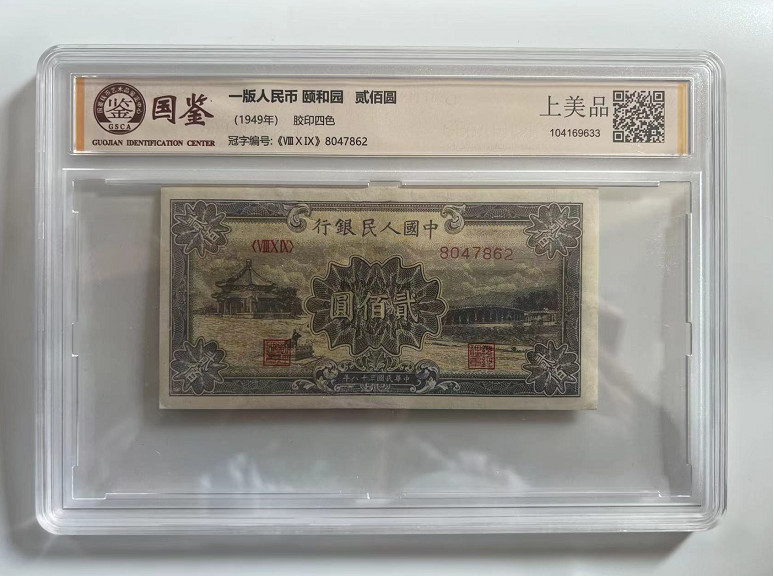 国鉴
鉴
GSCA
GUOJIAN IDENTIFICATION CENTER
一版人民币 颐和园 贰佰圆
(1949年) 胶印四色
冠字编号:《ⅧⅩⅨ》8047862
上美品
104169633
行銀民人國中
〈ⅧⅩⅨ〉
8047862
圓佰貳
年八十三國民華中